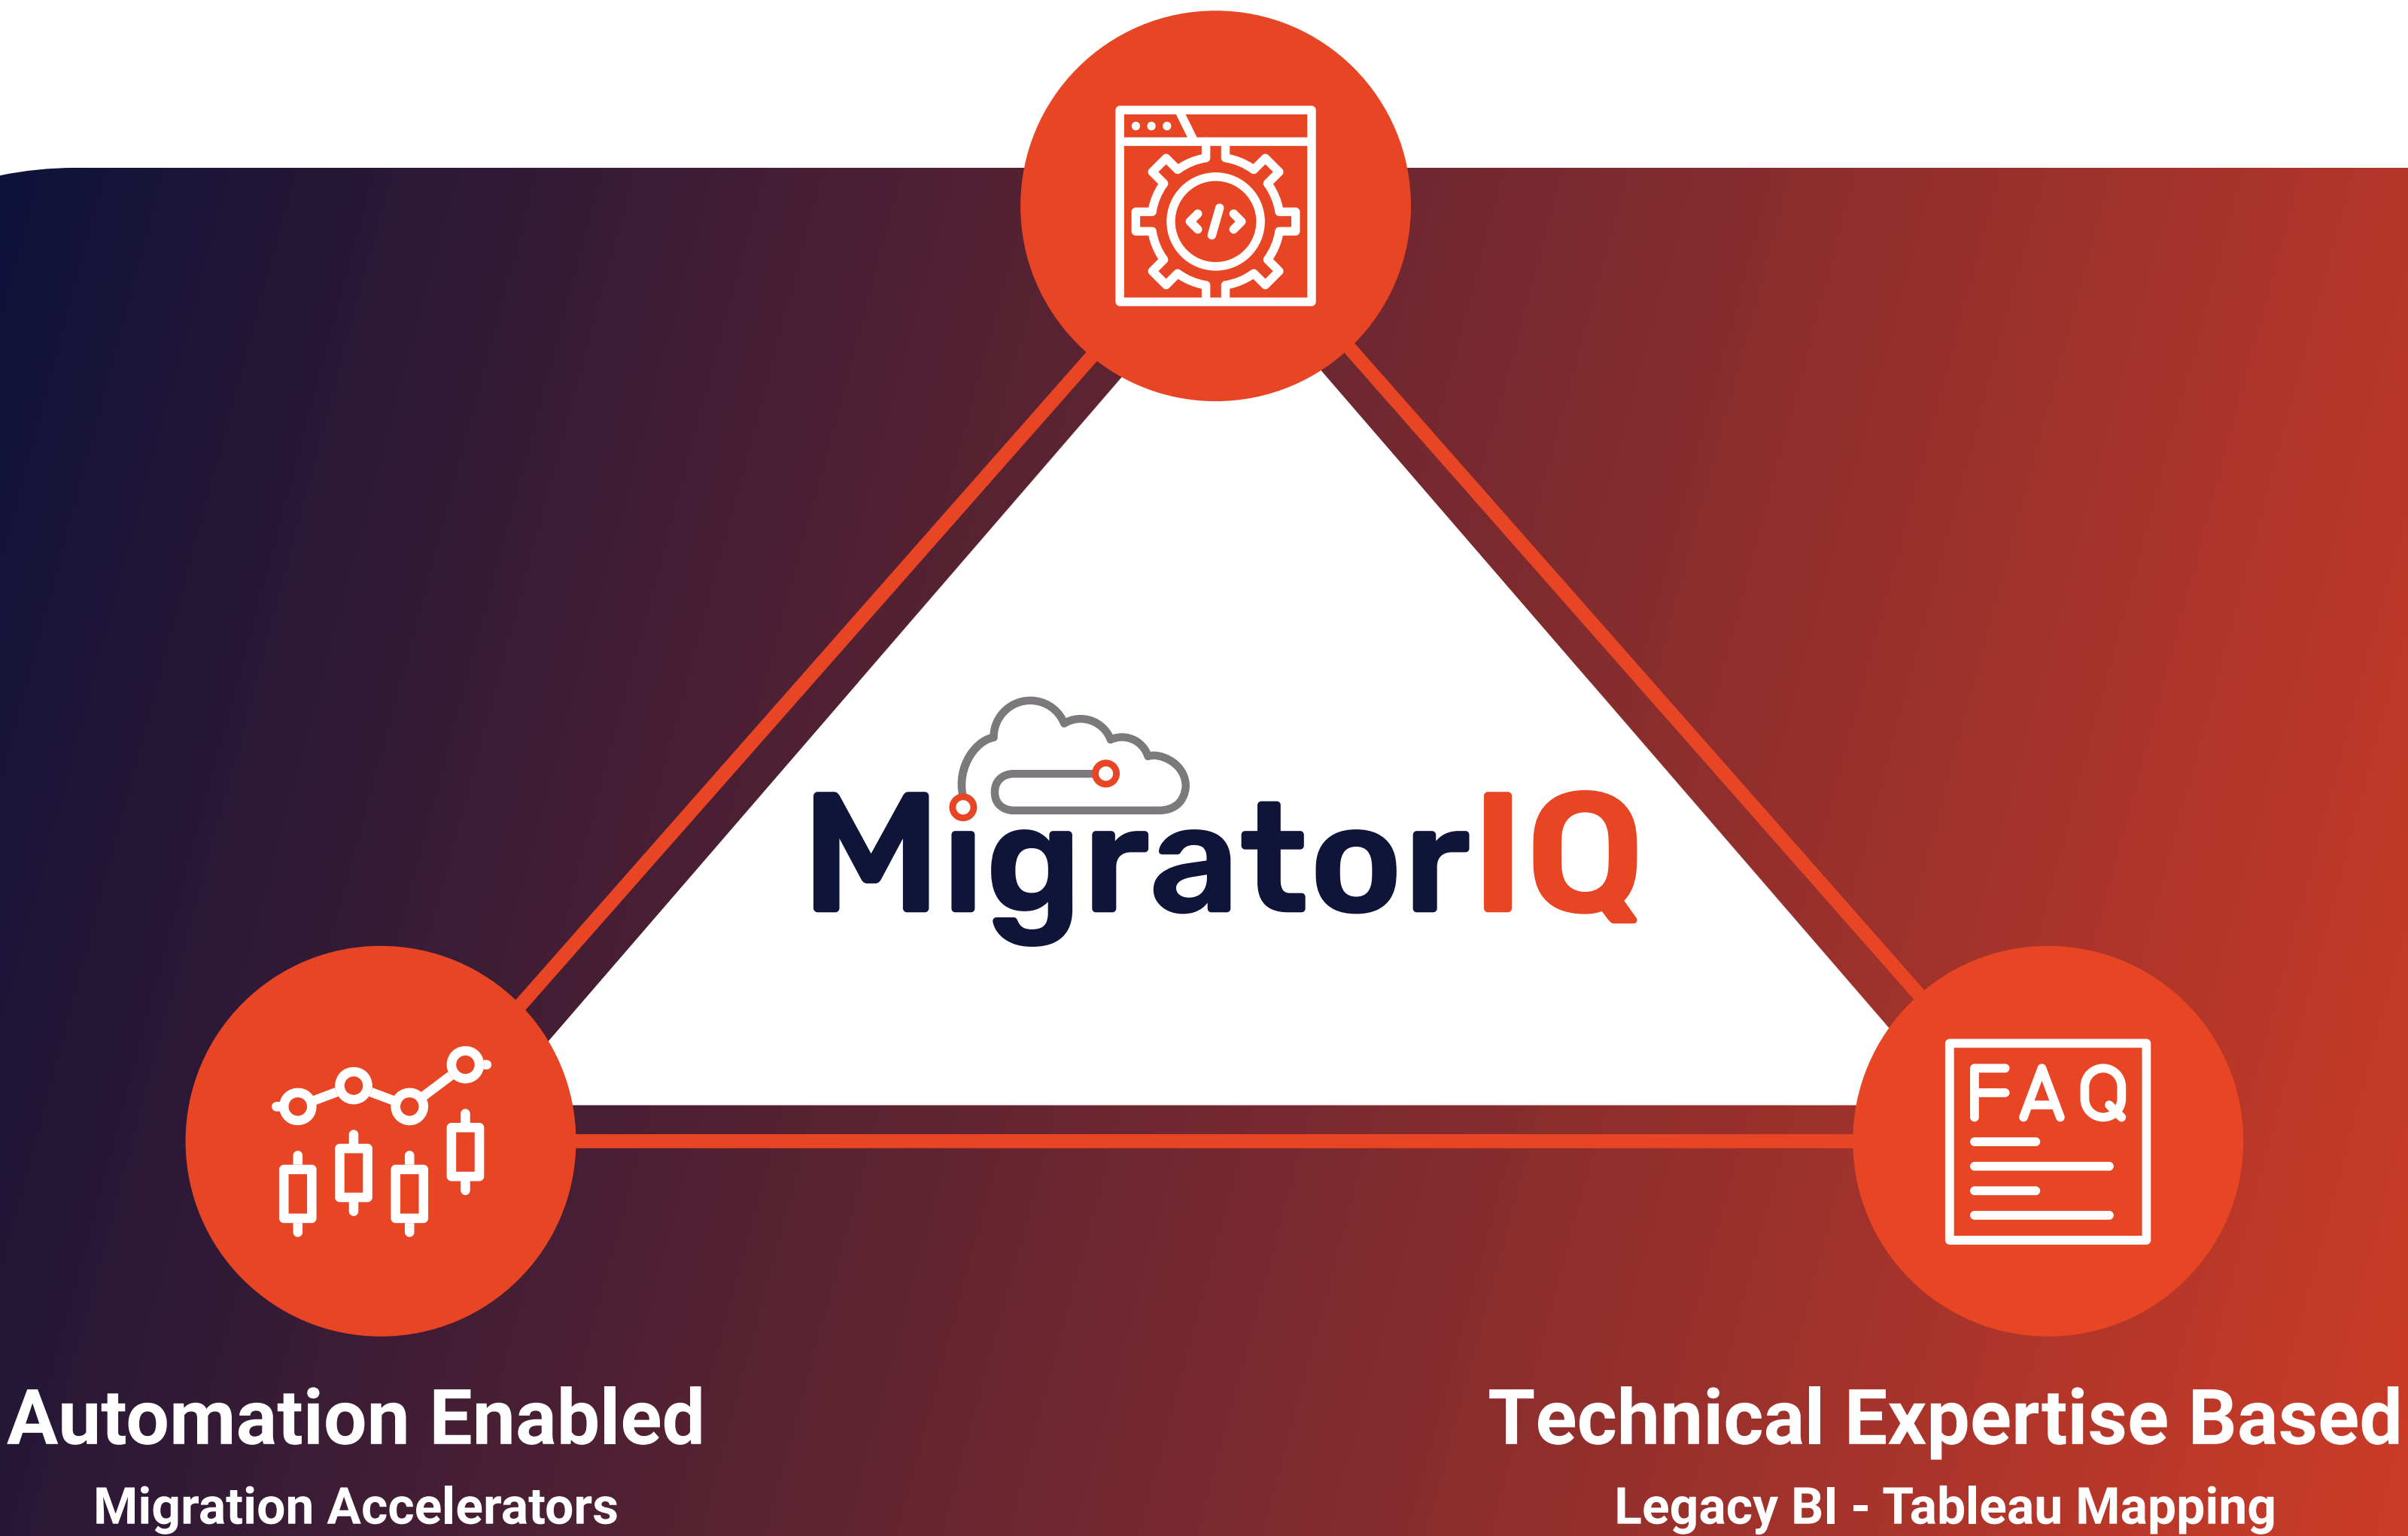 MigratorIQ
FAQ
Automation Enabled
Technical Expertise Based
Migration Accelerators
Legacy BI - Tableau Mapping